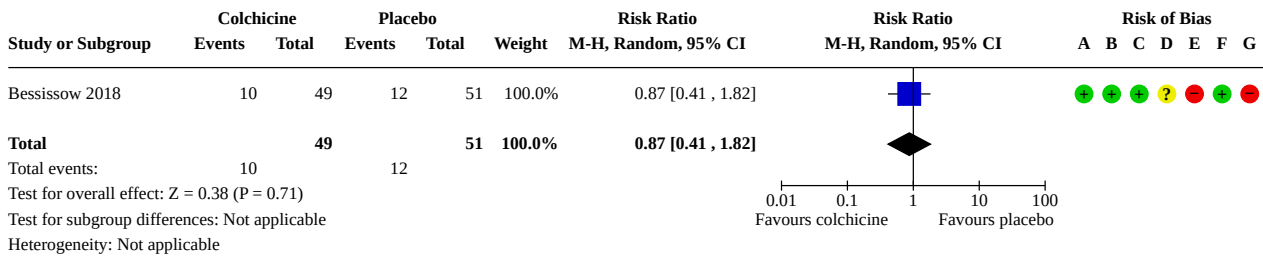 Colchicine Placebo Risk Ratio Risk Ratio Risk of Bias
Study or Subgroup Events Total Events Total Weight M-H, Random, 95% CI M-H, Random, 95% CI A B C D E F G
Bessissow 2018 10 49 12 51 100.0% 0.87 [0.41 , 1.82] + + + ? − + −
Total 49 51 100.0% 0.87 [0.41 , 1.82]
Total events: 10 12
Test for overall effect: Z = 0.38 (P = 0.71)
0.01 0.1 1 10 100
Test for subgroup differences: Not applicable
Favours colchicine Favours placebo
Heterogeneity: Not applicable